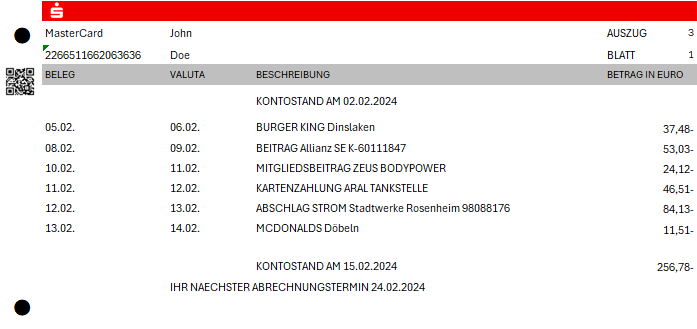 MasterCard John AUSZUG 3
2266511662063636 Doe BLATT 1
BELEG VALUTA BESCHREIBUNG BETRAG IN EURO
KONTOSTAND AM 02.02.2024
05.02. 06.02. BURGER KING Dinslaken 37,48-
08.02. 09.02. BEITRAG Allianz SE K-60111847 53,03-
10.02. 11.02. MITGLIEDSBEITRAG ZEUS BODYPOWER 24,12-
11.02. 12.02. KARTENZAHLUNG ARAL TANKSTELLE 46,51-
12.02. 13.02. ABSCHLAG STROM Stadtwerke Rosenheim 98088176 84,13-
13.02. 14.02. MCDONALDS Döbeln 11,51-
KONTOSTAND AM 15.02.2024 256,78-
IHR NAECHSTER ABRECHNUNGSTERMIN 24.02.2024